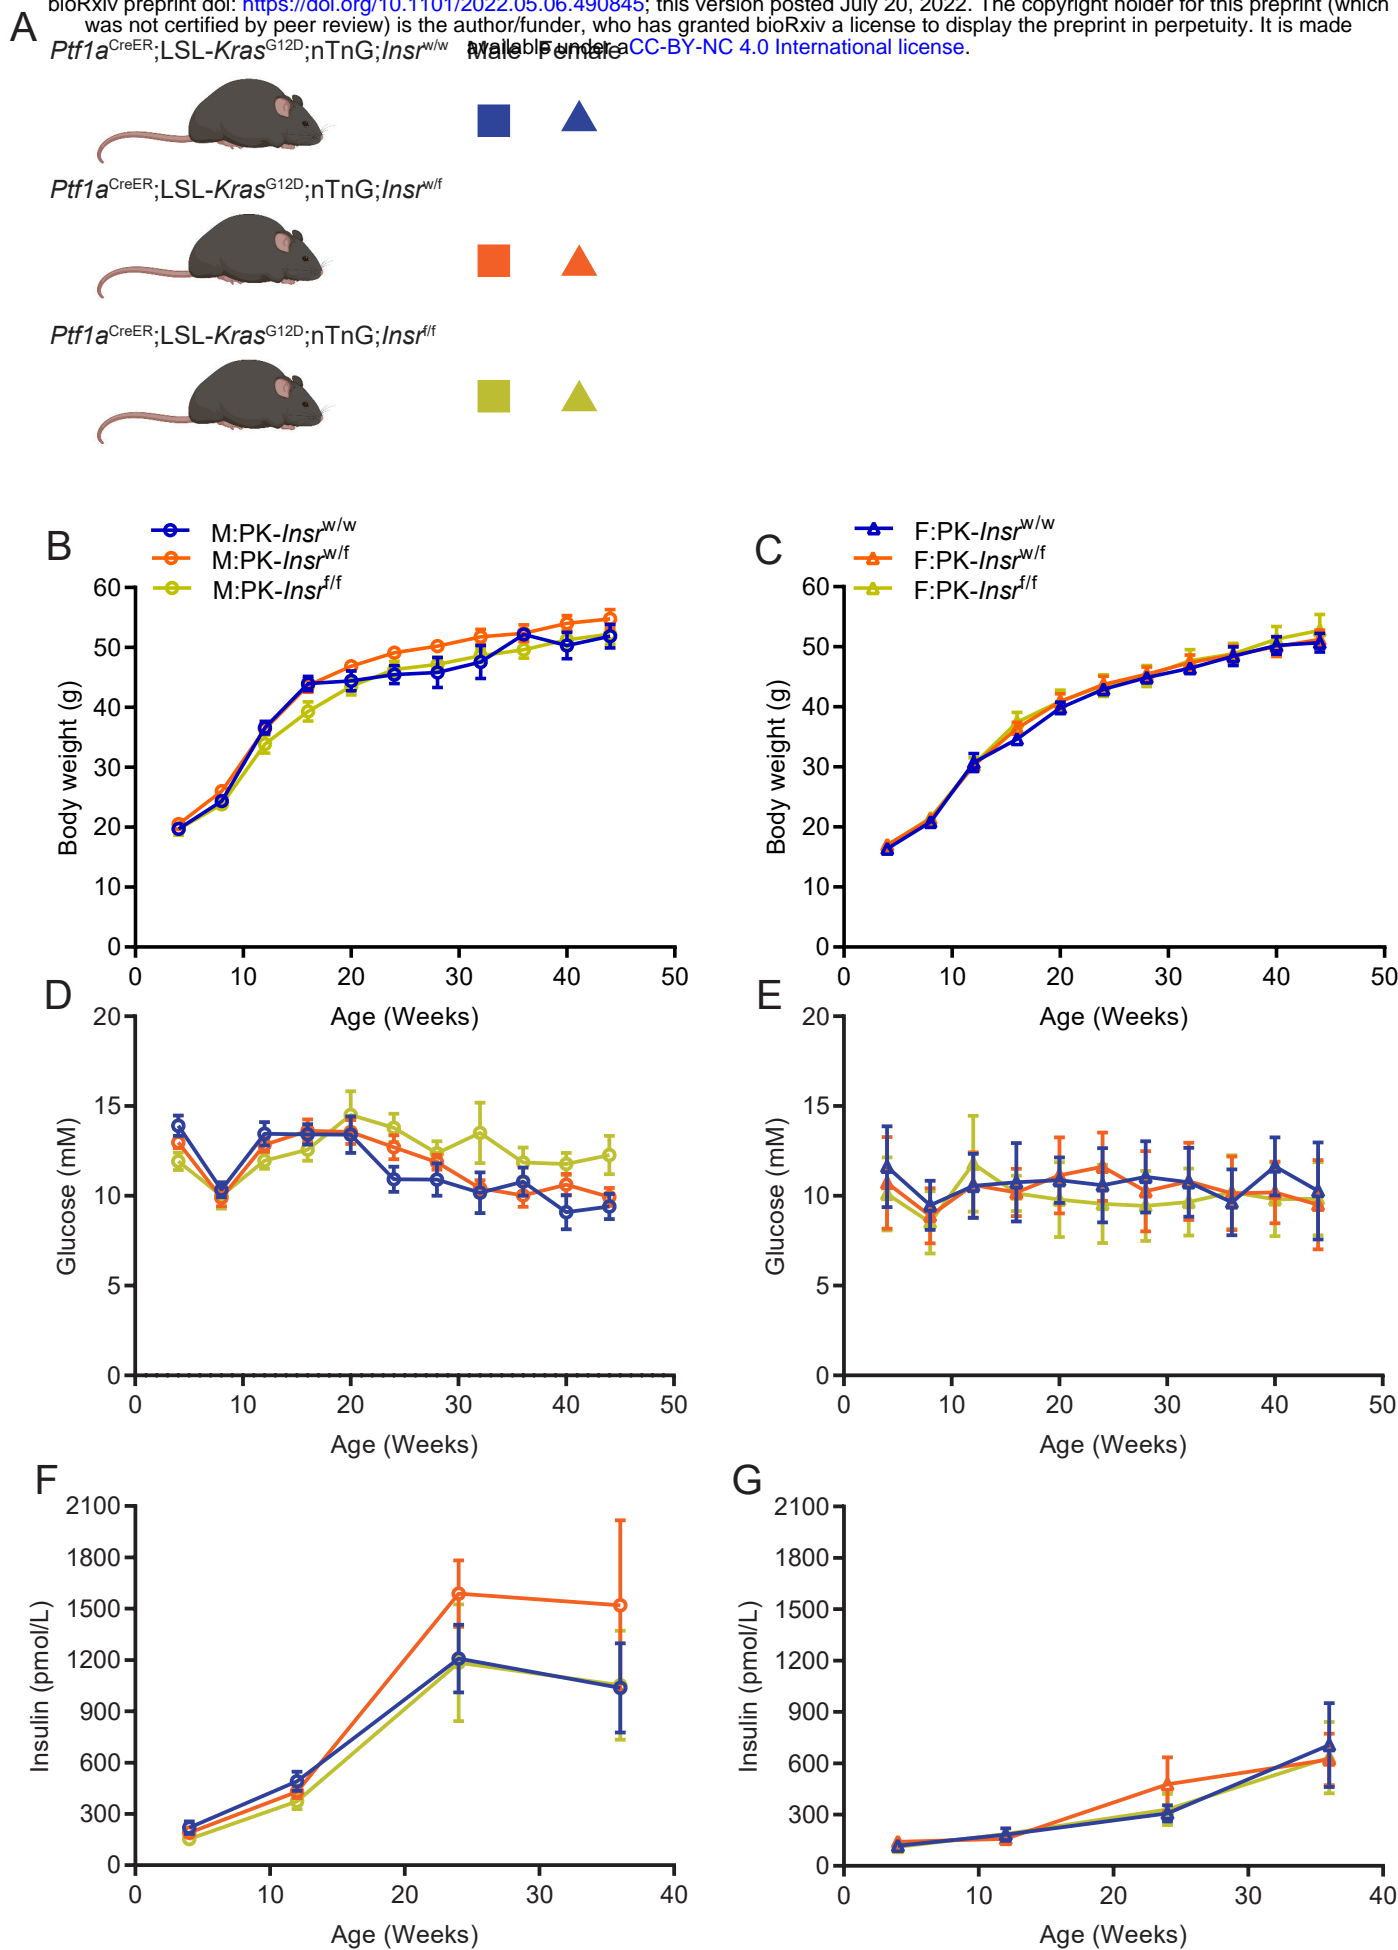 bioRxiv preprint doi: https://doi.org/10.1101/2022.05.06.490845; this version posted July 20, 2022. The copyright holder for this preprint (which
was not certified by peer review) is the author/funder, who has granted bioRxiv a license to display the preprint in perpetuity. It is made
available under aCC-BY-NC 4.0 International license.
A
Ptf1aCreER;LSL-KrasG12D;nTnG;Insrw/w Male Female
Ptf1aCreER;LSL-KrasG12D;nTnG;Insrw/f
Ptf1aCreER;LSL-KrasG12D;nTnG;Insrf/f
B
M:PK-Insrw/w
M:PK-Insrw/f
M:PK-Insrf/f
60
50
40
30
20
10
0
Body weight (g)
0 10 20 30 40 50
Age (Weeks)
C
F:PK-Insrw/w
F:PK-Insrw/f
F:PK-Insrf/f
60
50
40
30
20
10
0
Body weight (g)
0 10 20 30 40 50
Age (Weeks)
D
20
15
10
5
0
Glucose (mM)
0 10 20 30 40 50
Age (Weeks)
E
20
15
10
5
0
Glucose (mM)
0 10 20 30 40 50
Age (Weeks)
F
2100
1800
1500
1200
900
600
300
0
Insulin (pmol/L)
0 10 20 30 40
Age (Weeks)
G
2100
1800
1500
1200
900
600
300
0
Insulin (pmol/L)
0 10 20 30 40
Age (Weeks)